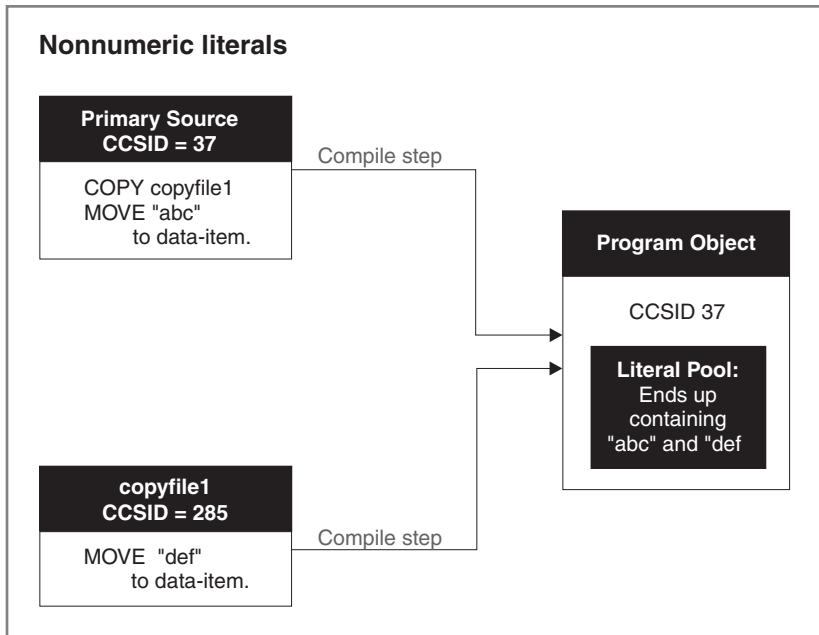 Nonnumeric literals
Primary Source
CCSID = 37
COPY copyfile1
MOVE "abc"
to data-item.
Compile step
Program Object
CCSID 37
Literal Pool:
Ends up
containing
"abc" and "def
copyfile1
CCSID = 285
MOVE "def"
to data-item.
Compile step